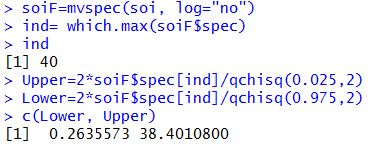 > soiF=mvspec(soi, log="no")
> ind= which.max(soiF$spec)
> ind
[1] 40
> Upper=2*soiF$spec[ind]/qchisq(0.025,2)
> Lower=2*soiF$spec[ind]/qchisq(0.975,2)
> c(Lower, Upper)
[1]  0.2635573 38.4010800